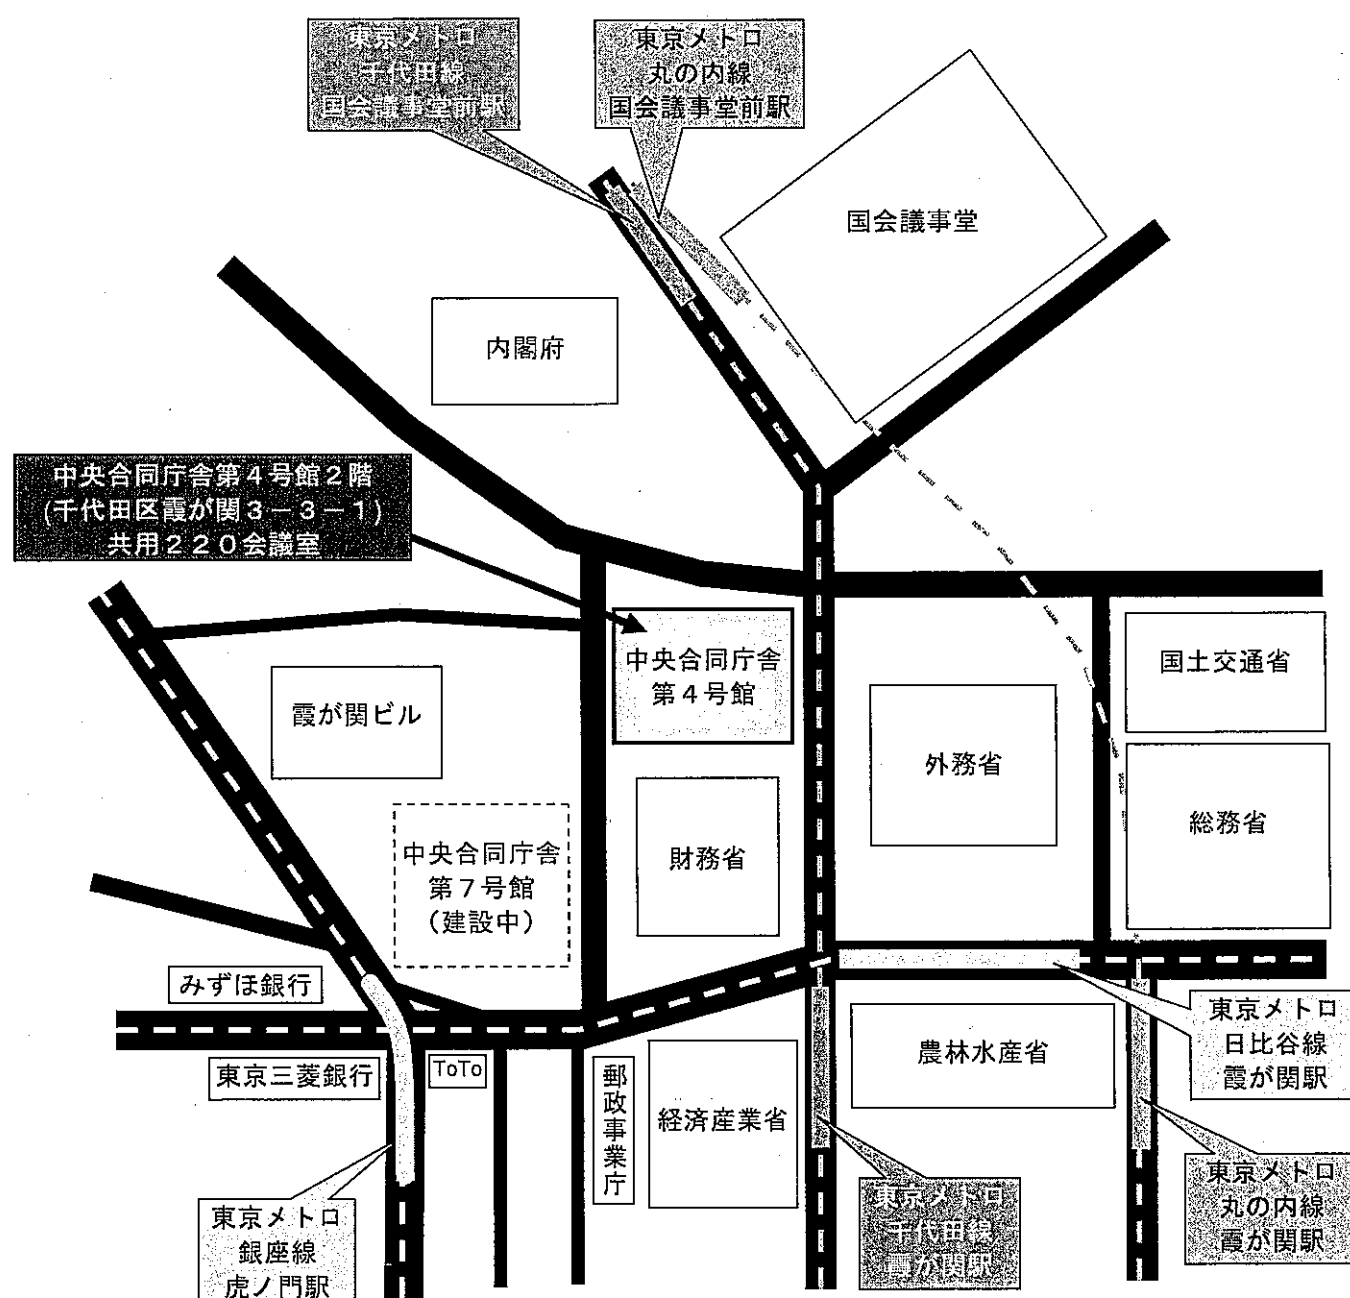 東京メトロ
千代田線
国会議事堂前駅
東京メトロ
丸の内線
国会議事堂前駅
国会議事堂
内閣府
中央合同庁舎第４号館２階
(千代田区霞が関３－３－１)
共用２２０会議室
中央合同庁舎
第４号館
国土交通省
霞が関ビル
外務省
総務省
中央合同庁舎
第７号館
（建設中）
財務省
みずほ銀行
東京三菱銀行
ToTo
郵政事業庁
経済産業省
農林水産省
東京メトロ
日比谷線
霞が関駅
東京メトロ
銀座線
虎ノ門駅
東京メトロ
千代田線
霞が関駅
東京メトロ
丸の内線
霞が関駅